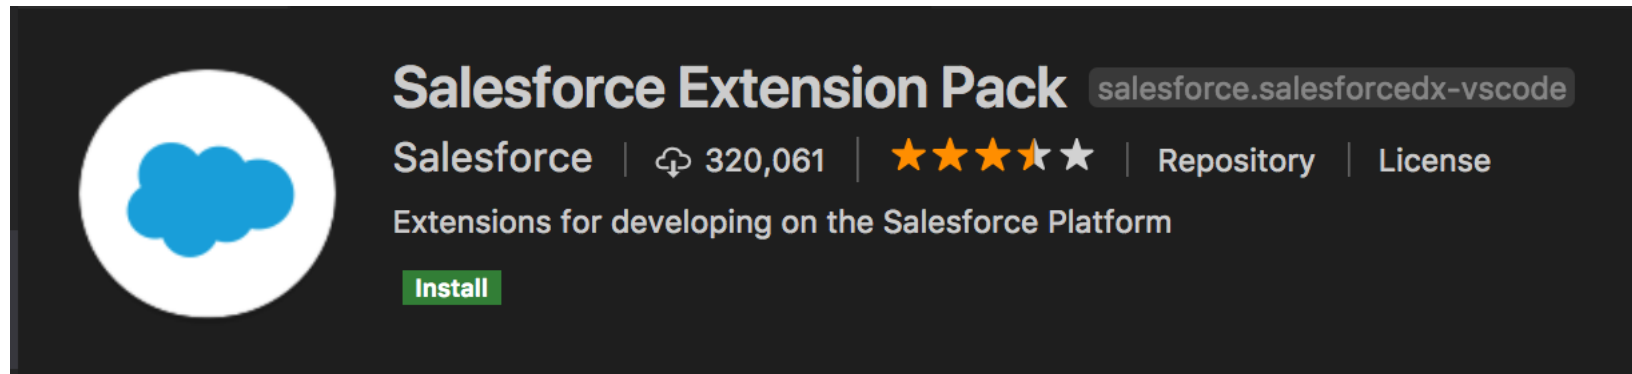 Salesforce Extension Pack salesforce.salesforcedx-vscode
Salesforce | 320,061 | Repository | License
Extensions for developing on the Salesforce Platform
Install